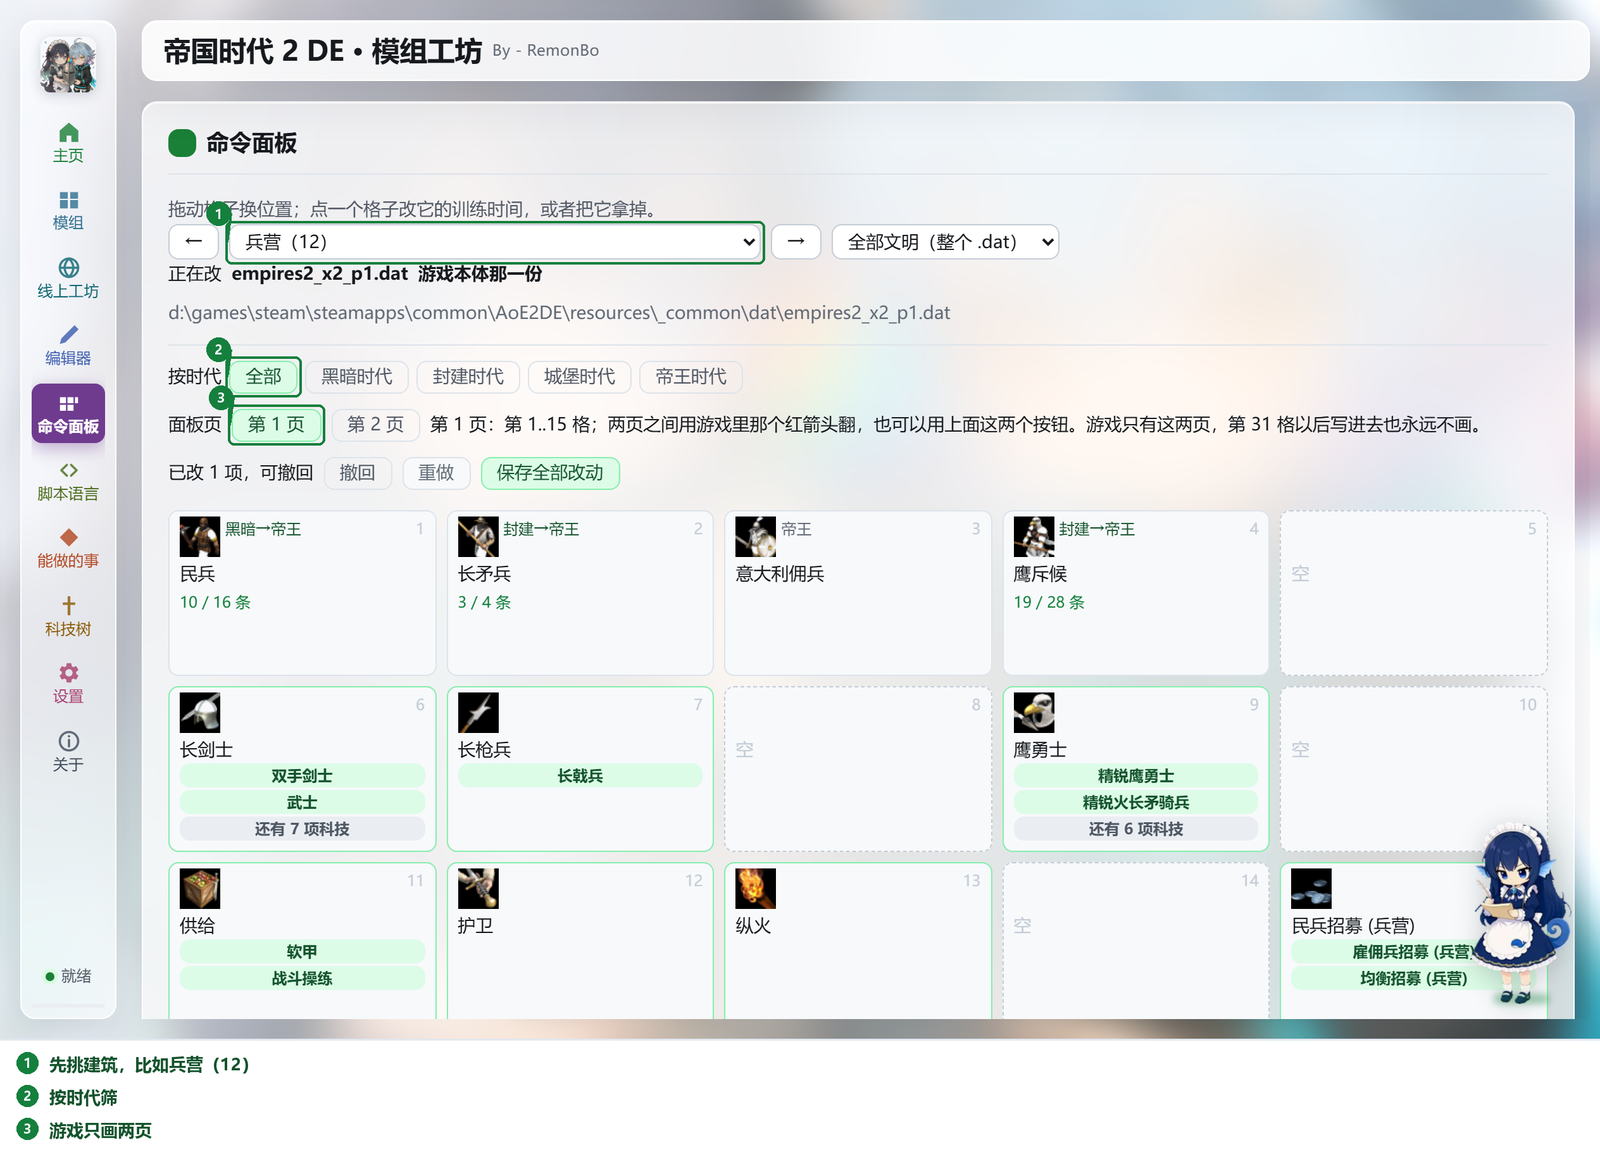 帝国时代 2 DE • 模组工坊 By - RemonBo
主页
模组
线上工坊
编辑器
命令面板
脚本语言
能做的事
科技树
设置
关于
就绪
命令面板
拖动格子换位置；点一个格子改它的训练时间，或者把它拿掉。
1
← 兵营（12） → 全部文明（整个 .dat）
正在改 empires2_x2_p1.dat 游戏本体那一份
d:\games\steam\steamapps\common\AoE2DE\resources\_common\dat\empires2_x2_p1.dat
2
按时代 全部 黑暗时代 封建时代 城堡时代 帝王时代
3
面板页 第 1 页 第 2 页 第 1 页：第 1..15 格；两页之间用游戏里那个红箭头翻，也可以用上面这两个按钮。游戏只有这两页，第 31 格以后写进去也永远不画。
已改 1 项，可撤回 撤回 重做 保存全部改动
黑暗→帝王 1
民兵
10 / 16 条
封建→帝王 2
长矛兵
3 / 4 条
帝王 3
意大利佣兵
封建→帝王 4
鹰斥候
19 / 28 条
5
空
6
长剑士
双手剑士
武士
还有 7 项科技
7
长枪兵
长戟兵
8
空
9
鹰勇士
精锐鹰勇士
精锐火长矛骑兵
还有 6 项科技
10
空
11
供给
软甲
战斗操练
12
护卫
13
纵火
14
空
民兵招募 (兵营)
雇佣兵招募 (兵营)
均衡招募 (兵营)
1 先挑建筑，比如兵营（12）
2 按时代筛
3 游戏只画两页